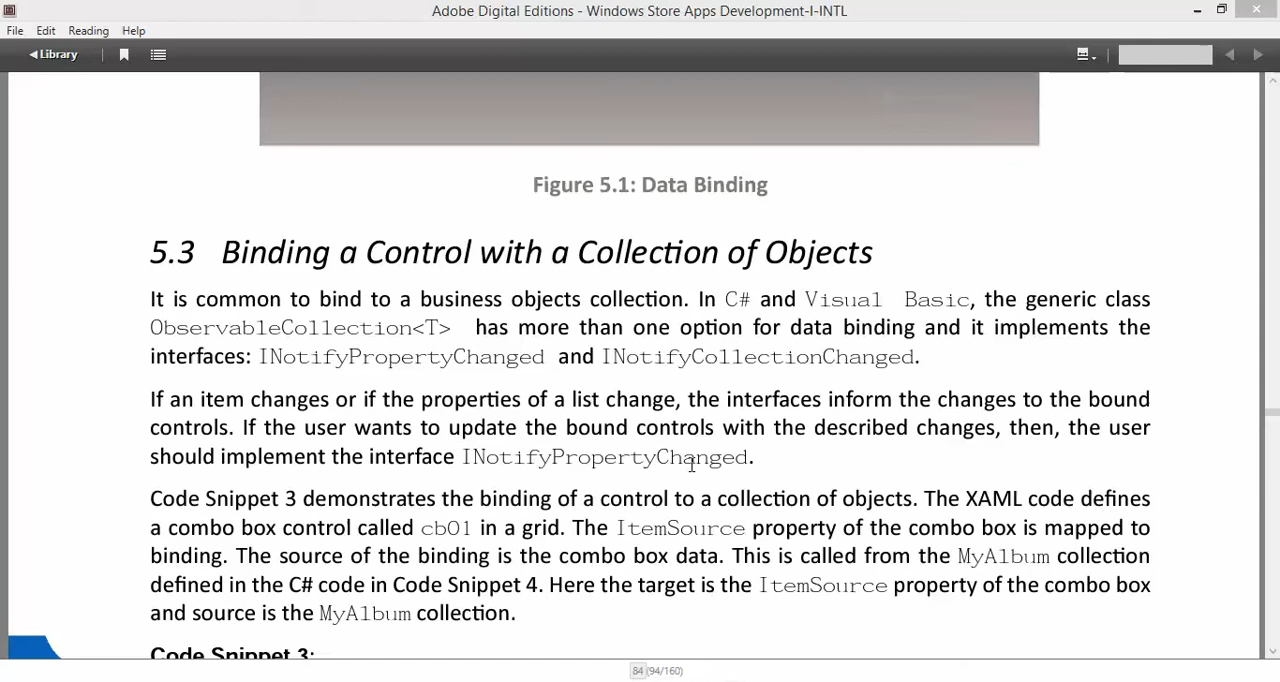 Adobe Digital Editions - Windows Store Apps Development-I-INTL
File Edit Reading Help
Library
Figure 5.1: Data Binding
5.3 Binding a Control with a Collection of Objects
It is common to bind to a business objects collection. In C# and Visual Basic, the generic class
ObservableCollection<T> has more than one option for data binding and it implements the
interfaces: INotifyPropertyChanged and INotifyCollectionChanged.
If an item changes or if the properties of a list change, the interfaces inform the changes to the bound
controls. If the user wants to update the bound controls with the described changes, then, the user
should implement the interface INotifyPropertyChanged.
Code Snippet 3 demonstrates the binding of a control to a collection of objects. The XAML code defines
a combo box control called cb01 in a grid. The ItemSource property of the combo box is mapped to
binding. The source of the binding is the combo box data. This is called from the MyAlbum collection
defined in the C# code in Code Snippet 4. Here the target is the ItemSource property of the combo box
and source is the MyAlbum collection.
Code Snippet 3:
84 (94/160)